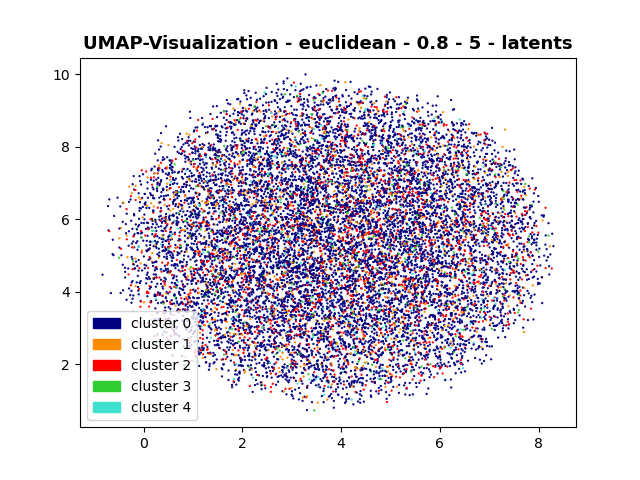 UMAP-Visualization - euclidean - 0.8 - 5 - latents
10
8
6
4
2
cluster 0
cluster 1
cluster 2
cluster 3
cluster 4
0 2 4 6 8